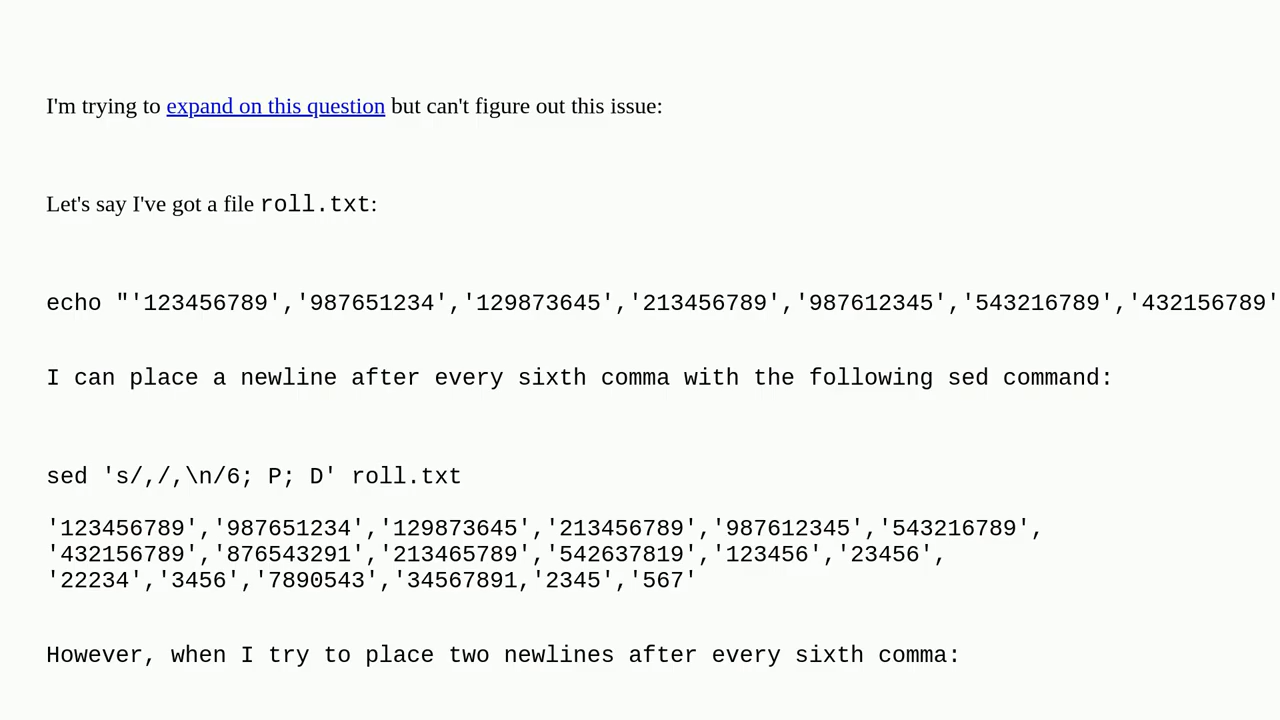 I'm trying to expand on this question but can't figure out this issue:
Let's say I've got a file roll.txt:
echo "'123456789','987651234','129873645','213456789','987612345','543216789','432156789'
I can place a newline after every sixth comma with the following sed command:
sed 's/,/,\n/6; P; D' roll.txt
'123456789','987651234','129873645','213456789','987612345','543216789',
'432156789','876543291','213465789','542637819','123456','23456',
'22234','3456','7890543','34567891,'2345','567'
However, when I try to place two newlines after every sixth comma: